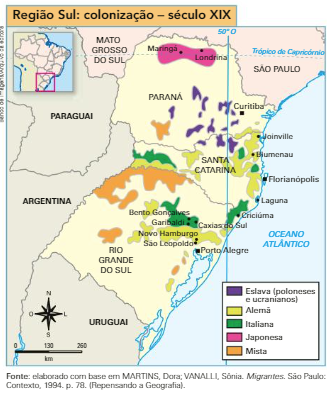 Região Sul: colonização – século XIX
50° O
MATO
GROSSO
DO SUL
Maringá
Londrina
Trópico de Capricórnio
SÃO PAULO
PARANÁ
PARAGUAI
Curitiba
Joinville
SANTA
CATARINA
Blumenau
Florianópolis
ARGENTINA
Laguna
Bento Gonçalves
Criciúma
Garibaldi
Caxias do Sul
Novo Hamburgo
São Leopoldo
Porto Alegre
OCEANO
ATLÂNTICO
RIO
GRANDE
DO SUL
N
O
L
S
URUGUAI
0 130 260
km
Eslava (poloneses
e ucranianos)
Alemã
Italiana
Japonesa
Mista
Fonte: elaborado com base em MARTINS, Dora; VANALLI, Sônia. Migrantes. São Paulo:
Contexto, 1994. p. 78. (Repensando a Geografia).